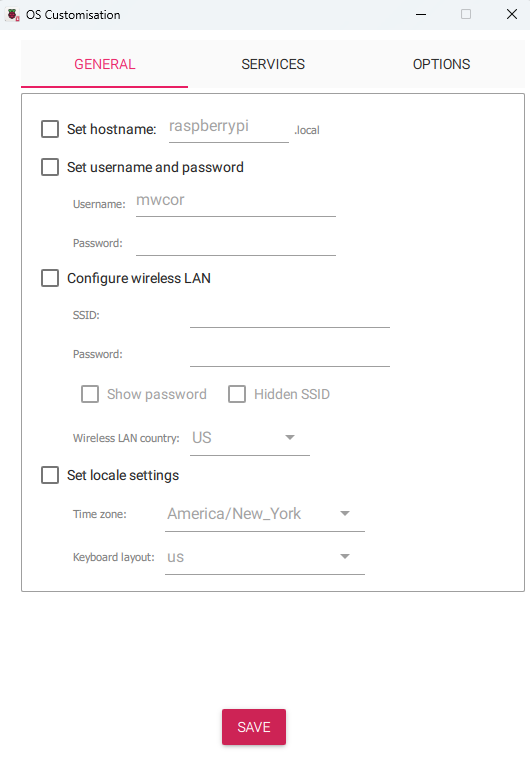 OS Customisation
GENERAL SERVICES OPTIONS
Set hostname: raspberrypi .local
Set username and password
Username: mwcor
Password:
Configure wireless LAN
SSID:
Password:
Show password Hidden SSID
Wireless LAN country: US
Set locale settings
Time zone: America/New_York
Keyboard layout: us
SAVE